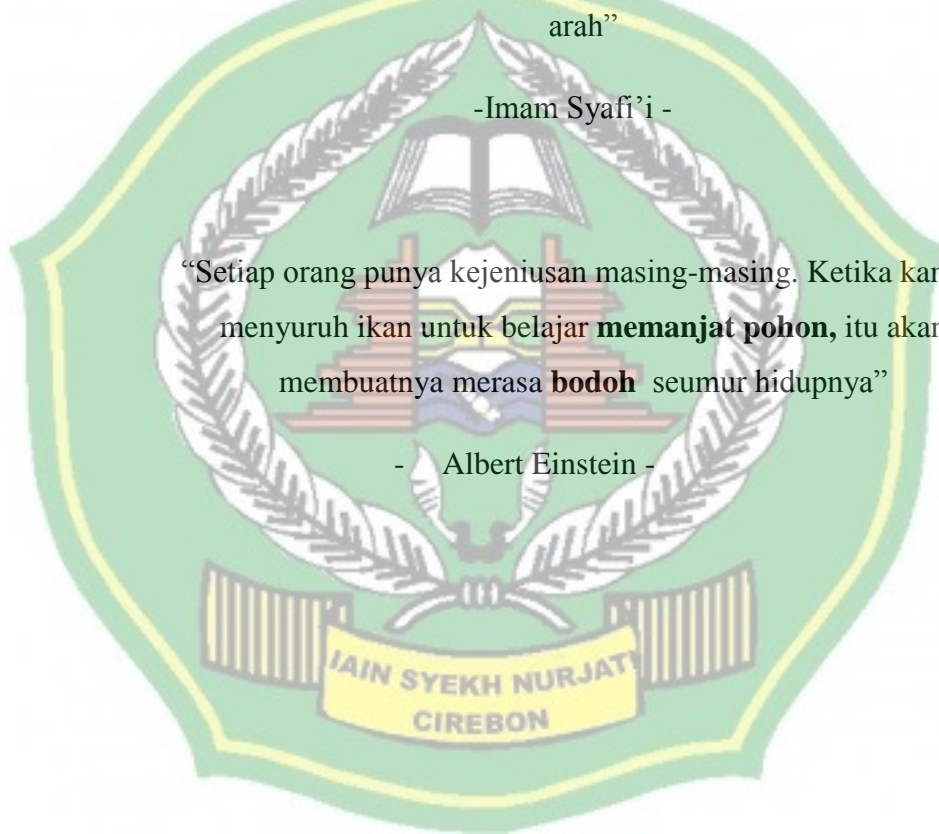 arah”
-Imam Syafi’i -
“Setiap orang punya kejeniusan masing-masing. Ketika
menyuruh ikan untuk belajar memanjat pohon, itu akan
membuatnya merasa bodoh seumur hidupnya”
- Albert Einstein -
IAIN SYEKH NURJATI
CIREBON